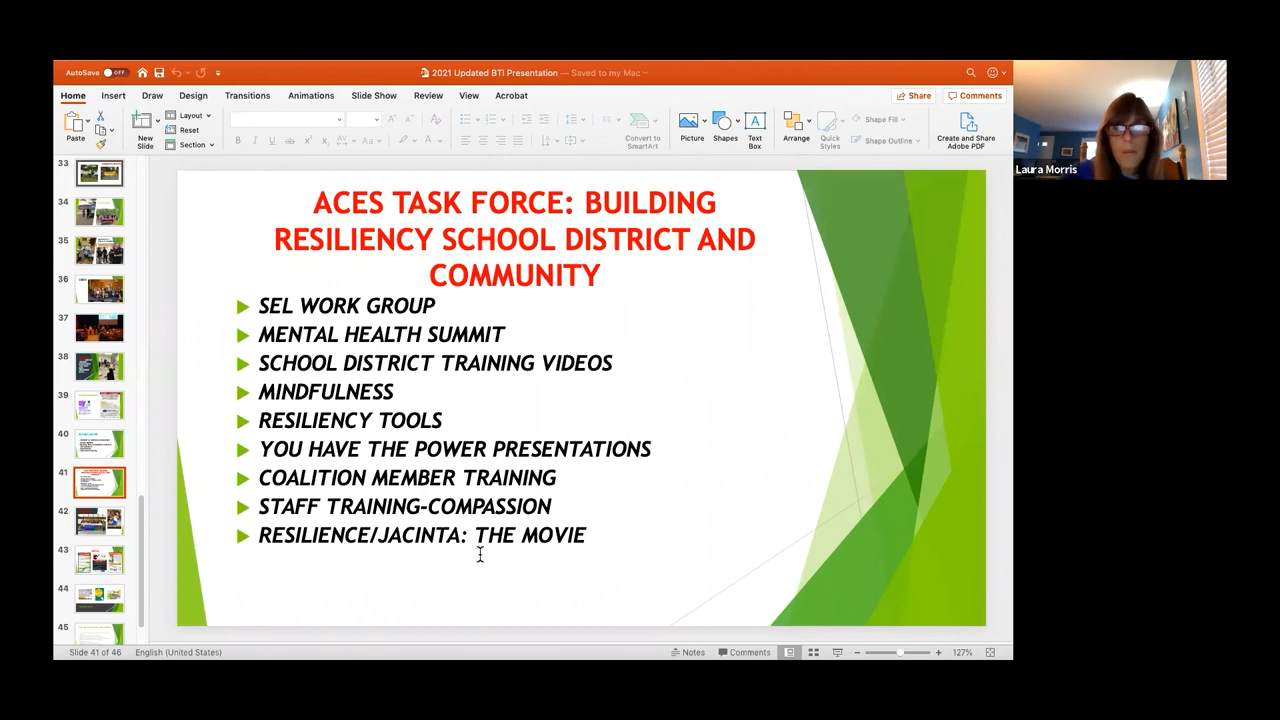 AutoSave OFF
2021 Updated BTI Presentation — Saved to my Mac
Home Insert Draw Design Transitions Animations Slide Show Review View Acrobat
Share Comments
Paste
New Slide
Layout
Reset
Section
Convert to SmartArt
Picture
Shapes
Text Box
Arrange
Quick Styles
Shape Fill
Shape Outline
Create and Share Adobe PDF
Laura Morris
33
34
35
36
37
38
39
40
41
42
43
44
45
ACES TASK FORCE: BUILDING
RESILIENCY SCHOOL DISTRICT AND
COMMUNITY
SEL WORK GROUP
MENTAL HEALTH SUMMIT
SCHOOL DISTRICT TRAINING VIDEOS
MINDFULNESS
RESILIENCY TOOLS
YOU HAVE THE POWER PRESENTATIONS
COALITION MEMBER TRAINING
STAFF TRAINING-COMPASSION
RESILIENCE/JACINTA: THE MOVIE
Slide 41 of 46 English (United States)
Notes Comments 127%